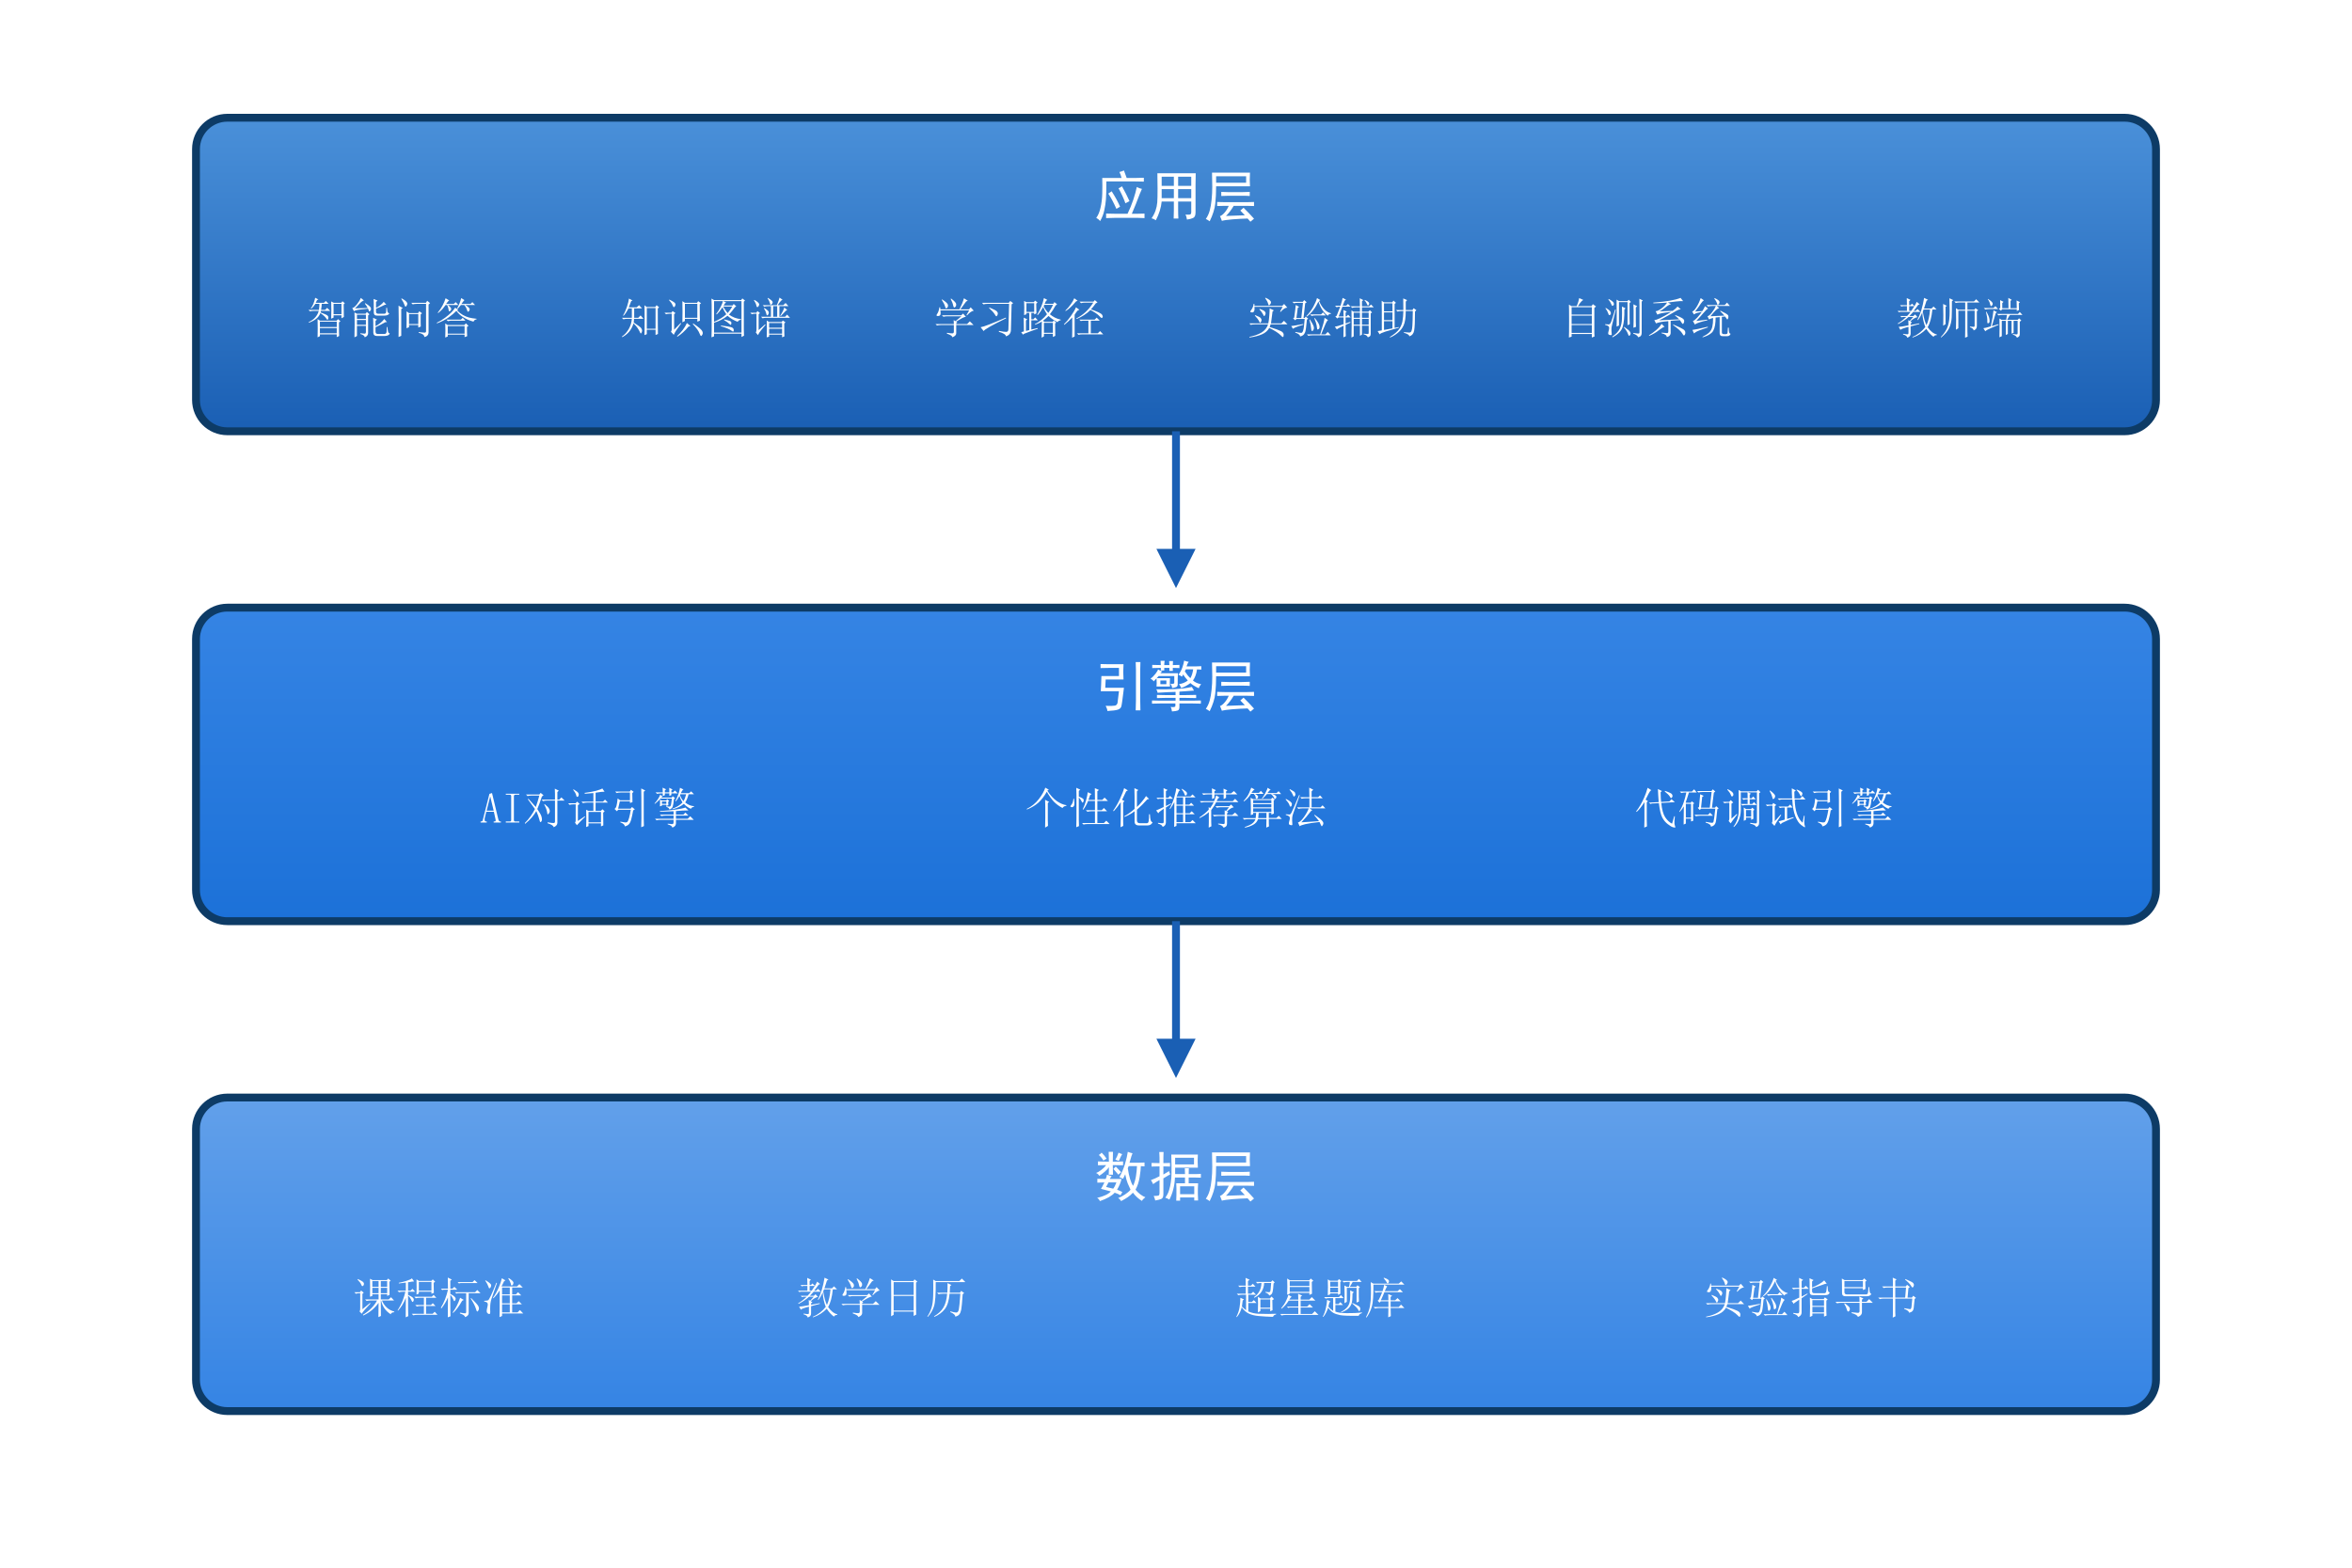 应用层
智能问答 知识图谱 学习路径 实验辅助 自测系统 教师端
引擎层
AI对话引擎 个性化推荐算法 代码调试引擎
数据层
课程标准 教学日历 超星题库 实验指导书